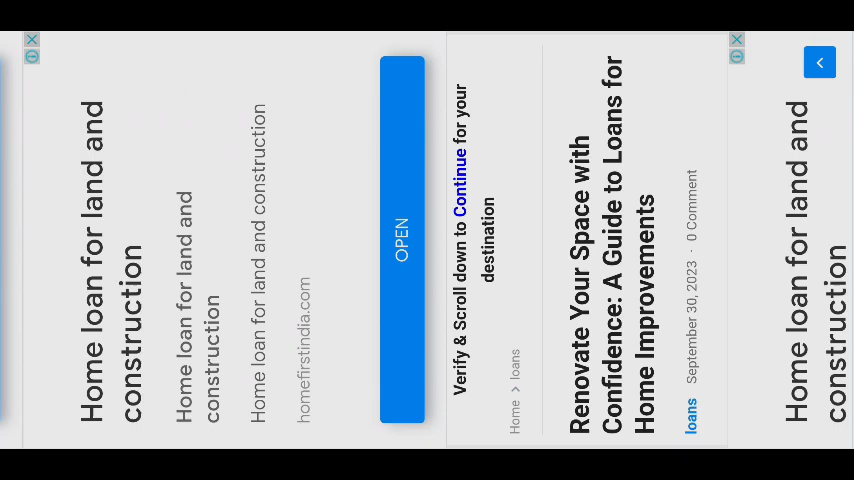 Home loan for land and
construction
Home loan for land and
construction
Home loan for land and construction
homefirstindia.com
OPEN
Verify & Scroll down to Continue for your
destination
Home > loans
Renovate Your Space with
Confidence: A Guide to Loans for
Home Improvements
loans September 30, 2023 · 0 Comment
Home loan for land and
construction